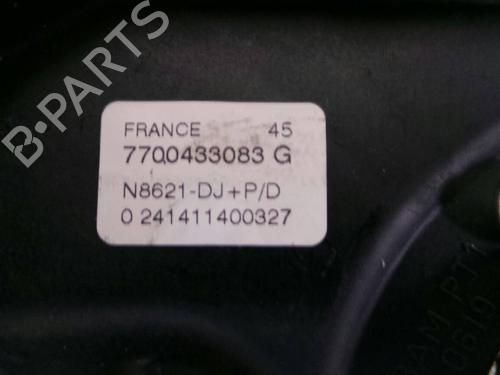 FRANCE 45
7700433083 G
N8621-DJ+P/D
0 241411400327
B-PARTS